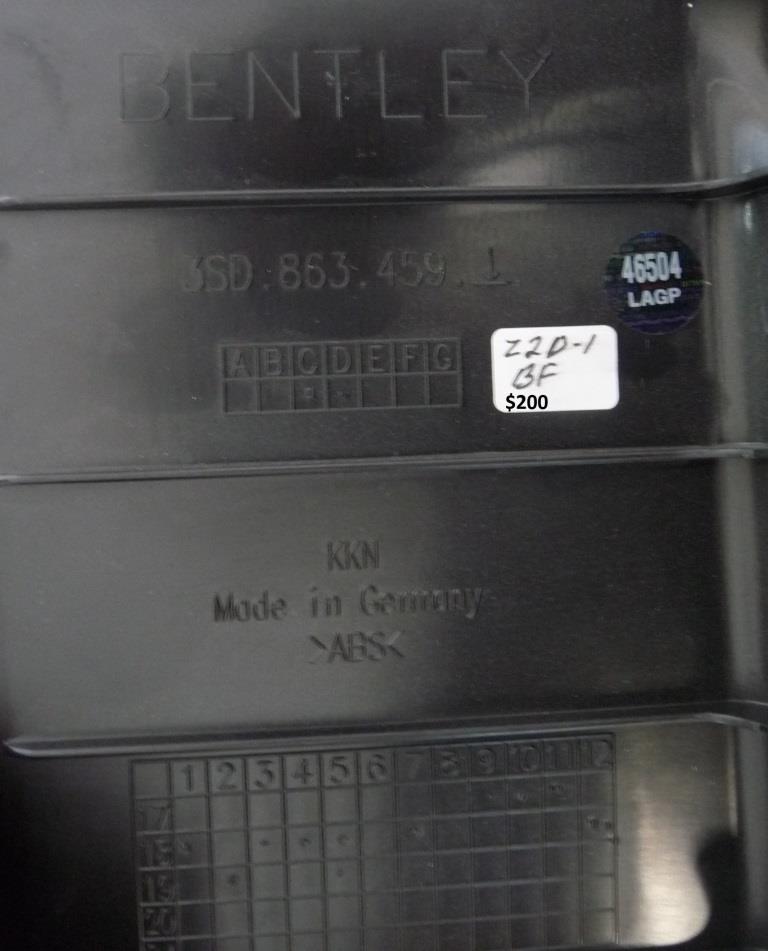 BENTLEY
3SD.863.459.
46504
LAGP
A B C D E F G
Z2D-1
BF
$200
KKN
Made in Germany
>ABS<
1 2 3 4 5 6 7 8 9 10 11 12
17
18
19
20